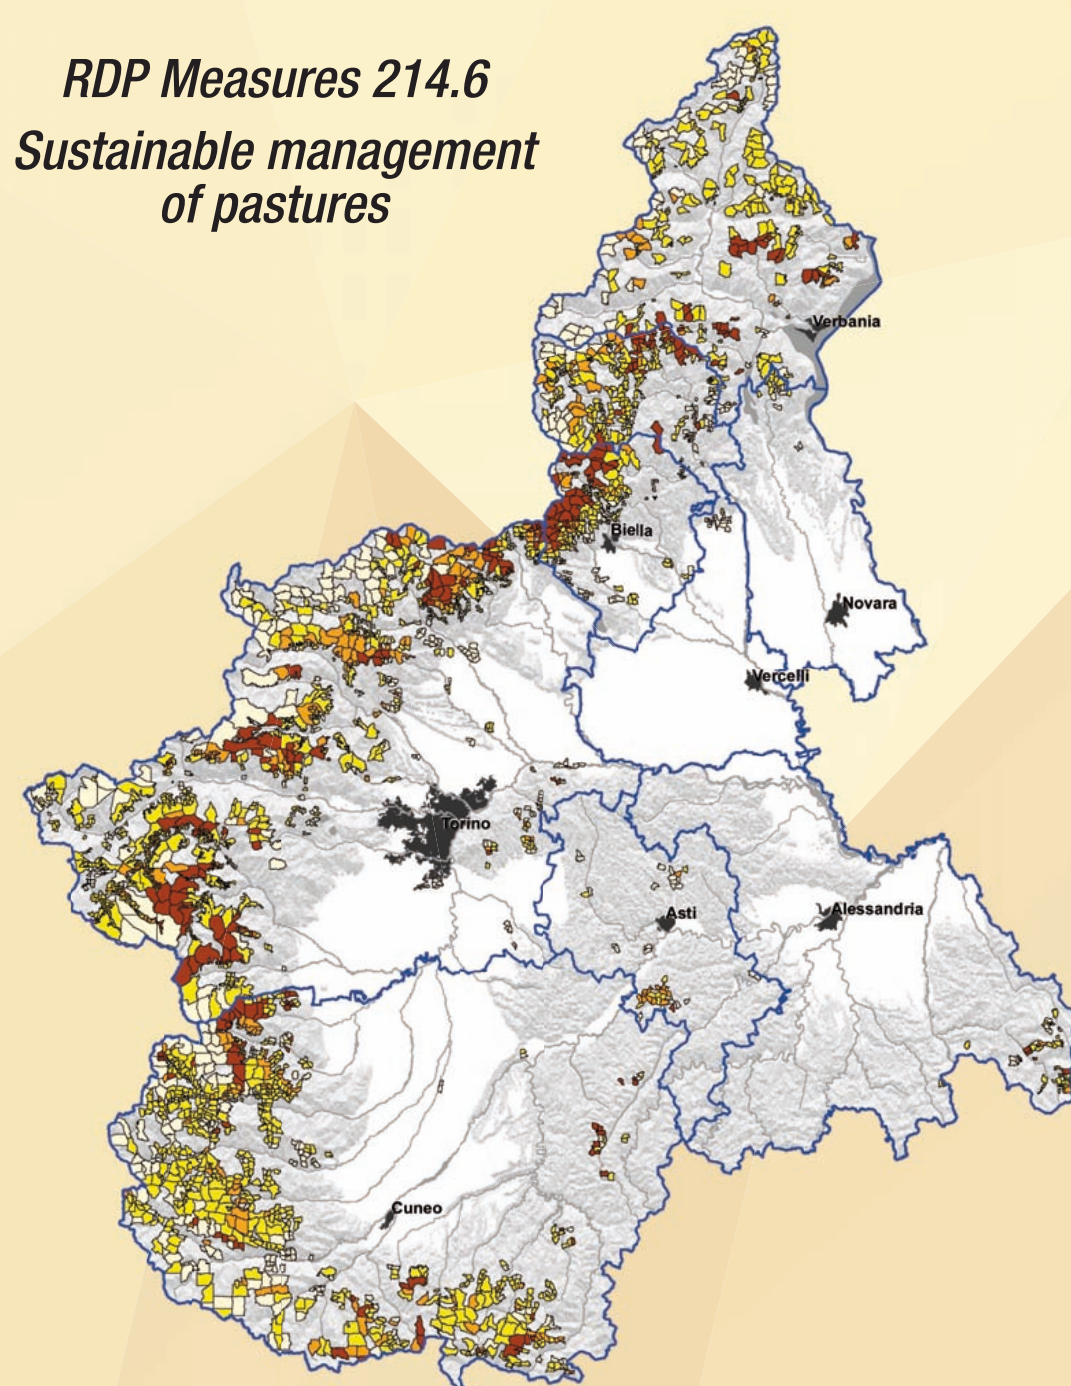 RDP Measures 214.6
Sustainable management
of pastures
Verbania
Biella
Novara
Vercelli
Torino
Asti
Alessandria
Cuneo